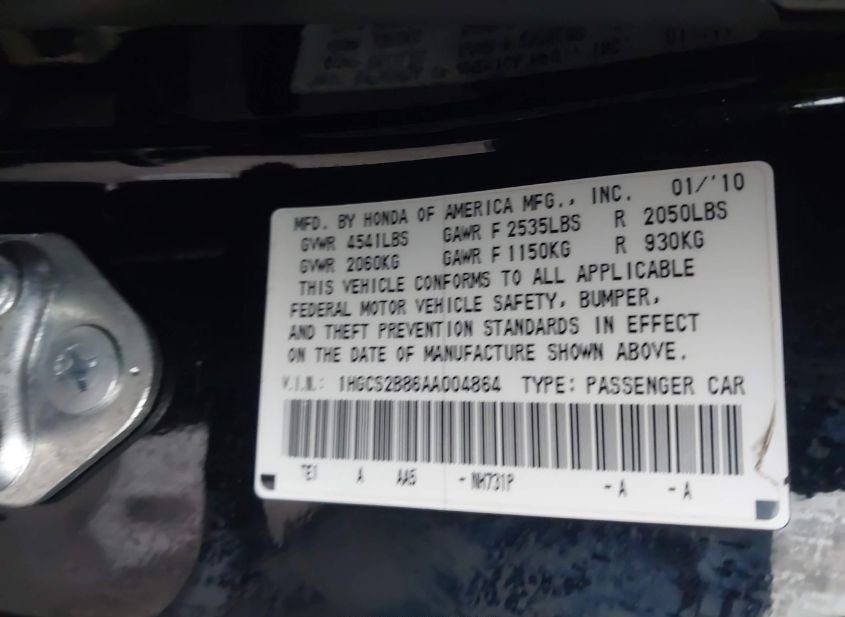 MFD. BY HONDA OF AMERICA MFG., INC. 01/'10
GVWR 4541LBS GAWR F 2535LBS R 2050LBS
GVWR 2060KG GAWR F 1150KG R 930KG
THIS VEHICLE CONFORMS TO ALL APPLICABLE
FEDERAL MOTOR VEHICLE SAFETY, BUMPER,
AND THEFT PREVENTION STANDARDS IN EFFECT
ON THE DATE OF MANUFACTURE SHOWN ABOVE.
V.I.N.: 1HGCS2B86AA004864 TYPE: PASSENGER CAR
TE1 A AA5 - NH731P - A - A